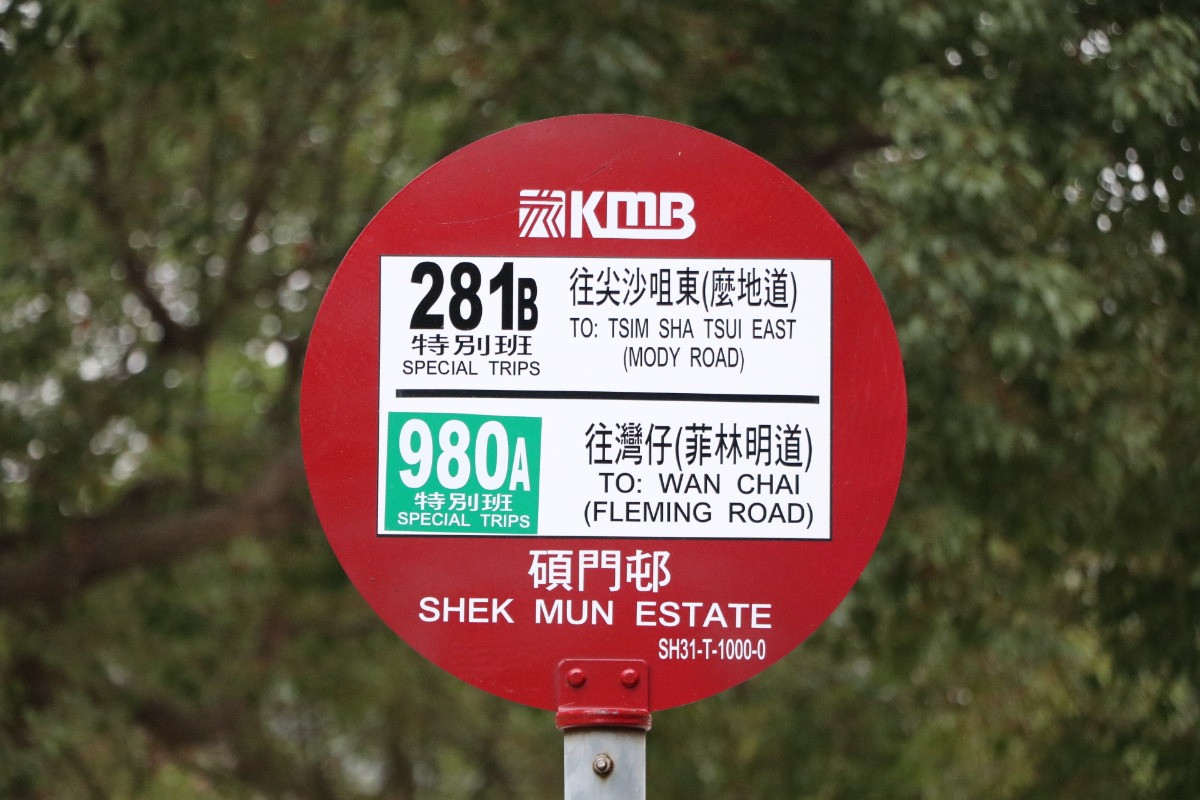 KMB
281B
特別班
SPECIAL TRIPS
往尖沙咀東(麼地道)
TO: TSIM SHA TSUI EAST
(MODY ROAD)
980A
特別班
SPECIAL TRIPS
往灣仔(菲林明道)
TO: WAN CHAI
(FLEMING ROAD)
碩門邨
SHEK MUN ESTATE
SH31-T-1000-0